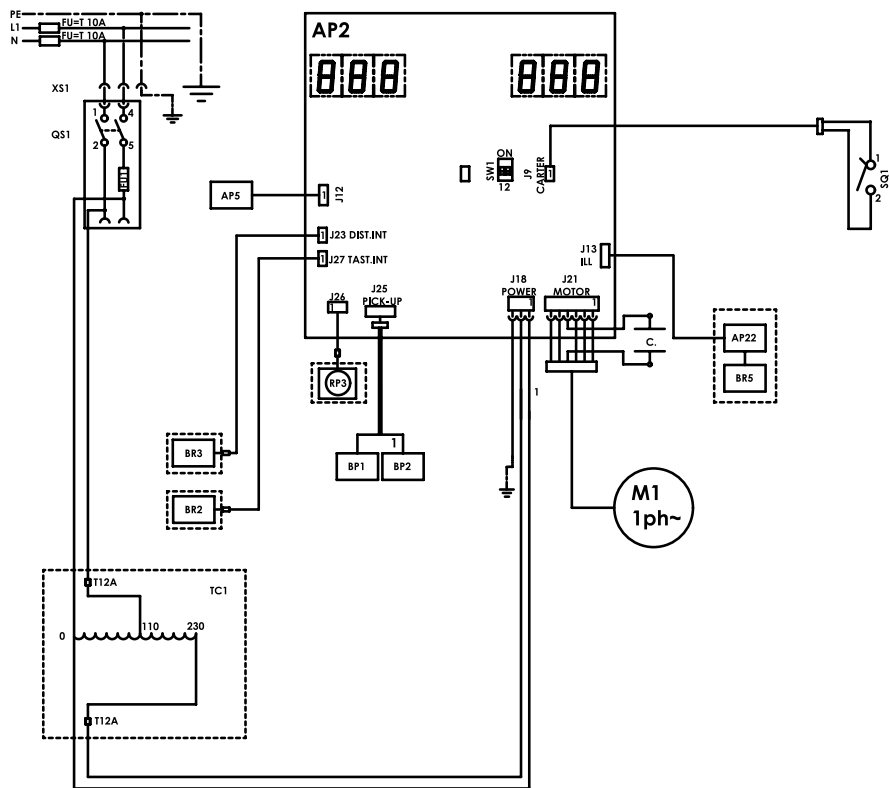 PE
L1 FU=T 10A
N FU=T 10A
AP2
888 888
XS1
1 4
QS1
2 5
FU1
ON
SW1
12
J9
CARTER
1
1
SQ1
2
AP5
1 J12
1 J23 DIST.INT
1 J27 TAST.INT
J13
ILL
J26
1
J25
PICK-UP
J18
POWER
1
J21
MOTOR
1
C.
AP22
BR5
RP3
1
BR3
BP1
1
BP2
BR2
M1
1ph~
T12A
TC1
0 110 230
T12A